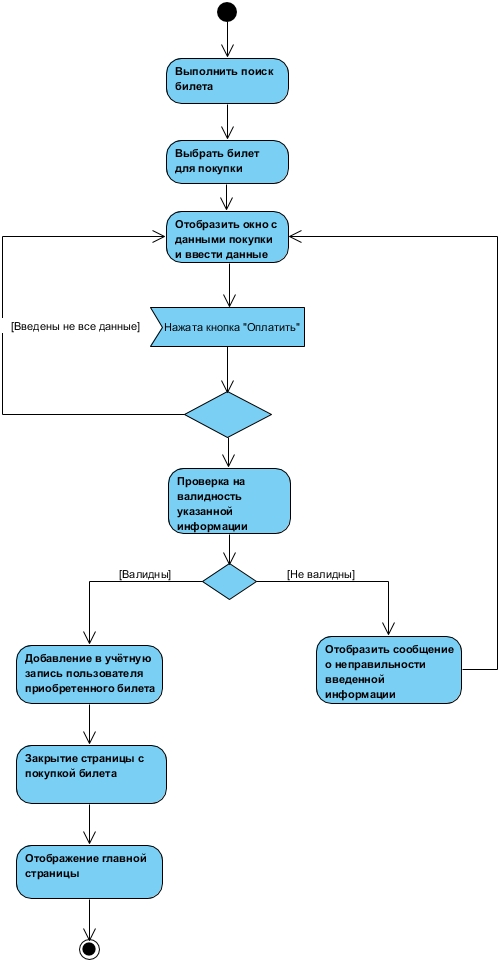 Выполнить поиск
билета
Выбрать билет
для покупки
Отобразить окно с
данными покупки
и ввести данные
[Введены не все данные]
Нажата кнопка "Оплатить"
Проверка на
валидность
указанной
информации
[Валидны]
[Не валидны]
Добавление в учётную
запись пользователя
приобретенного билета
Отобразить сообщение
о неправильности
введенной
информации
Закрытие страницы с
покупкой билета
Отображение главной
страницы